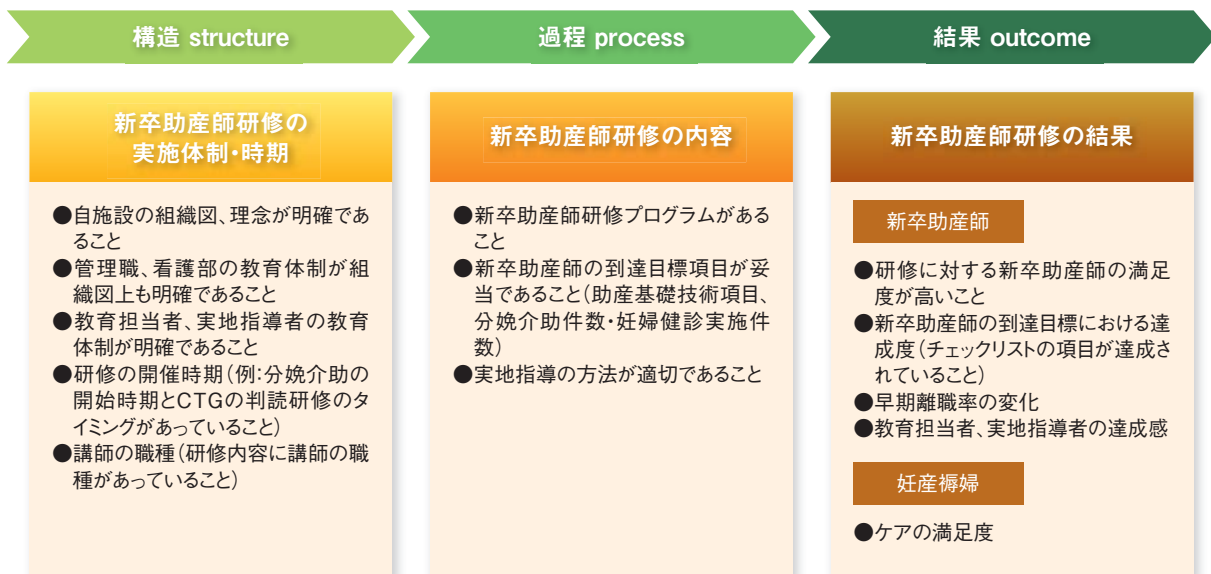 構造 structure
過程 process
結果 outcome
新卒助産師研修の
実施体制・時期
●自施設の組織図、理念が明確であ
ること
●管理職、看護部の教育体制が組
織図上も明確であること
●教育担当者、実地指導者の教育
体制が明確であること
●研修の開催時期(例:分娩介助の
開始時期とCTGの判読研修のタ
イミングがあっていること)
●講師の職種(研修内容に講師の職
種があっていること)
新卒助産師研修の内容
●新卒助産師研修プログラムがある
こと
●新卒助産師の到達目標項目が妥
当であること(助産基礎技術項目、
分娩介助件数・妊婦健診実施件
数)
●実地指導の方法が適切であること
新卒助産師研修の結果
新卒助産師
●研修に対する新卒助産師の満足
度が高いこと
●新卒助産師の到達目標における達
成度(チェックリストの項目が達成さ
れていること)
●早期離職率の変化
●教育担当者、実地指導者の達成感
妊産褥婦
●ケアの満足度